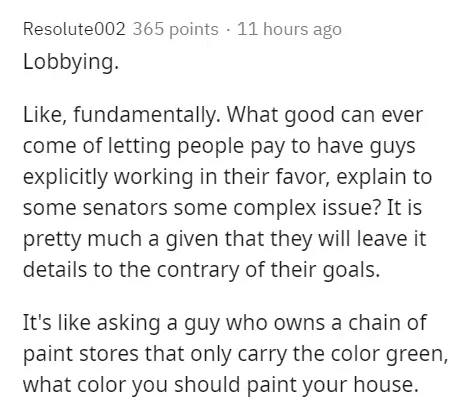 Resolute002 365 points · 11 hours ago
Lobbying.
Like, fundamentally. What good can ever
come of letting people pay to have guys
explicitly working in their favor, explain to
some senators some complex issue? It is
pretty much a given that they will leave it
details to the contrary of their goals.
It's like asking a guy who owns a chain of
paint stores that only carry the color green,
what color you should paint your house.